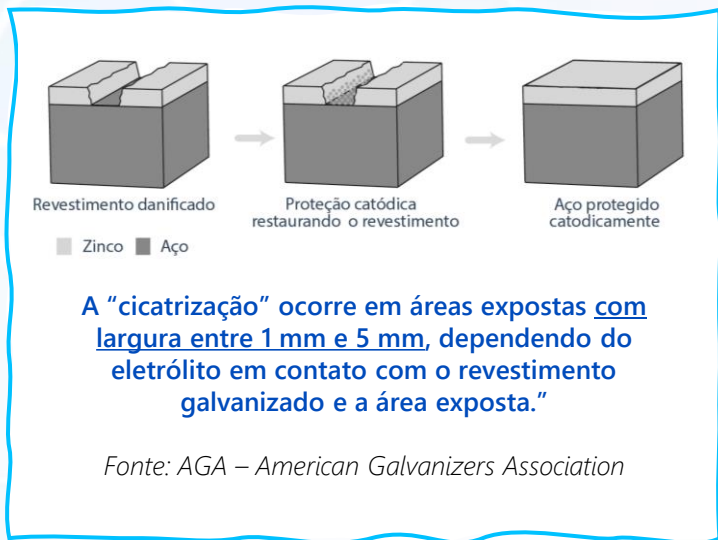 Revestimento danificado
Proteção catódica
restaurando o revestimento
Aço protegido
catodicamente
Zinco
Aço
A “cicatrização” ocorre em áreas expostas com
largura entre 1 mm e 5 mm, dependendo do
eletrólito em contato com o revestimento
galvanizado e a área exposta.”
Fonte: AGA – American Galvanizers Association